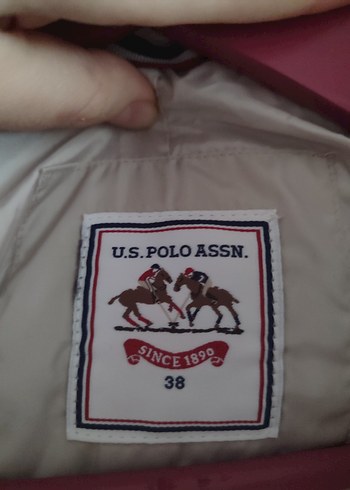 U.S. POLO ASSN.
SINCE 1890
38